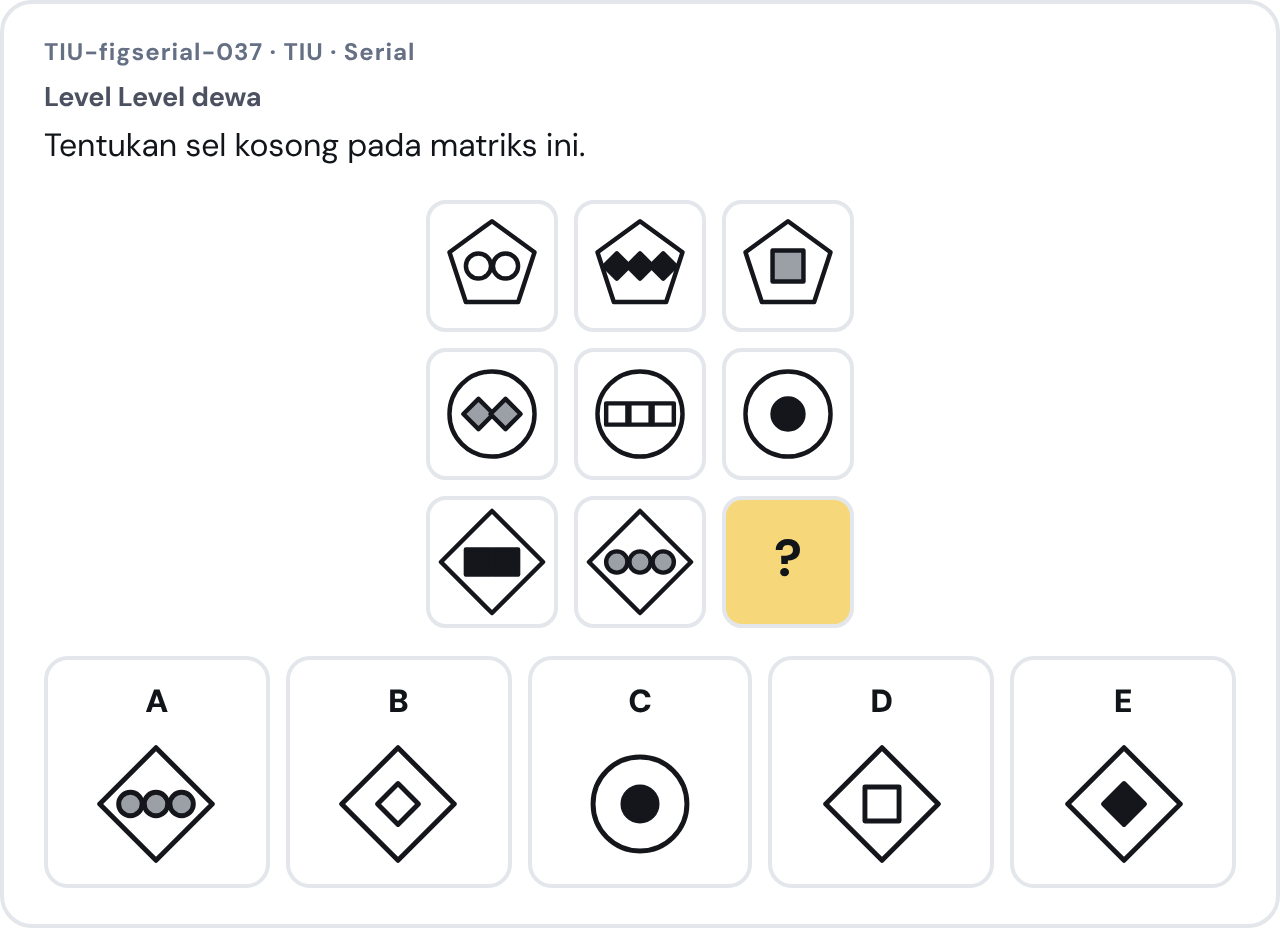 TIU-figserial-037 · TIU · Serial
Level Level dewa
Tentukan sel kosong pada matriks ini.
?
A
B
C
D
E